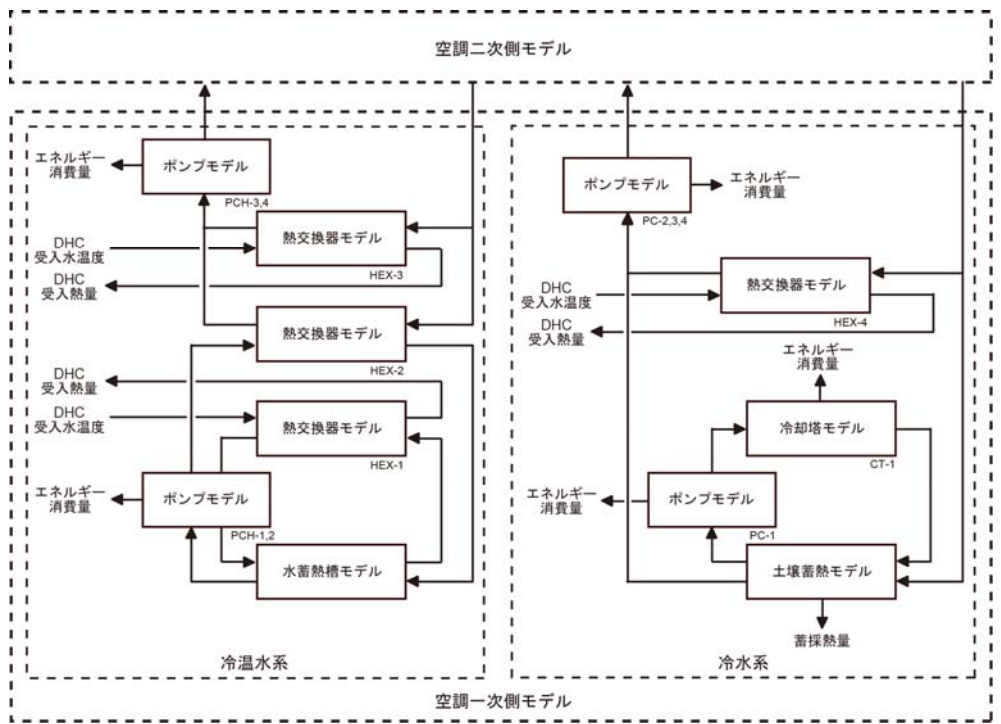 空調二次側モデル
エネルギー
消費量
ポンプモデル
PCH-3,4
DHC
受入水温度
熱交換器モデル
HEX-3
DHC
受入熱量
熱交換器モデル
HEX-2
DHC
受入熱量
DHC
受入水温度
熱交換器モデル
HEX-1
エネルギー
消費量
ポンプモデル
PCH-1,2
水蓄熱槽モデル
冷温水系
ポンプモデル
PC-2,3,4
エネルギー
消費量
DHC
受入水温度
熱交換器モデル
HEX-4
DHC
受入熱量
エネルギー
消費量
冷却塔モデル
CT-1
エネルギー
消費量
ポンプモデル
PC-1
土壌蓄熱モデル
蓄採熱量
冷水系
空調一次側モデル